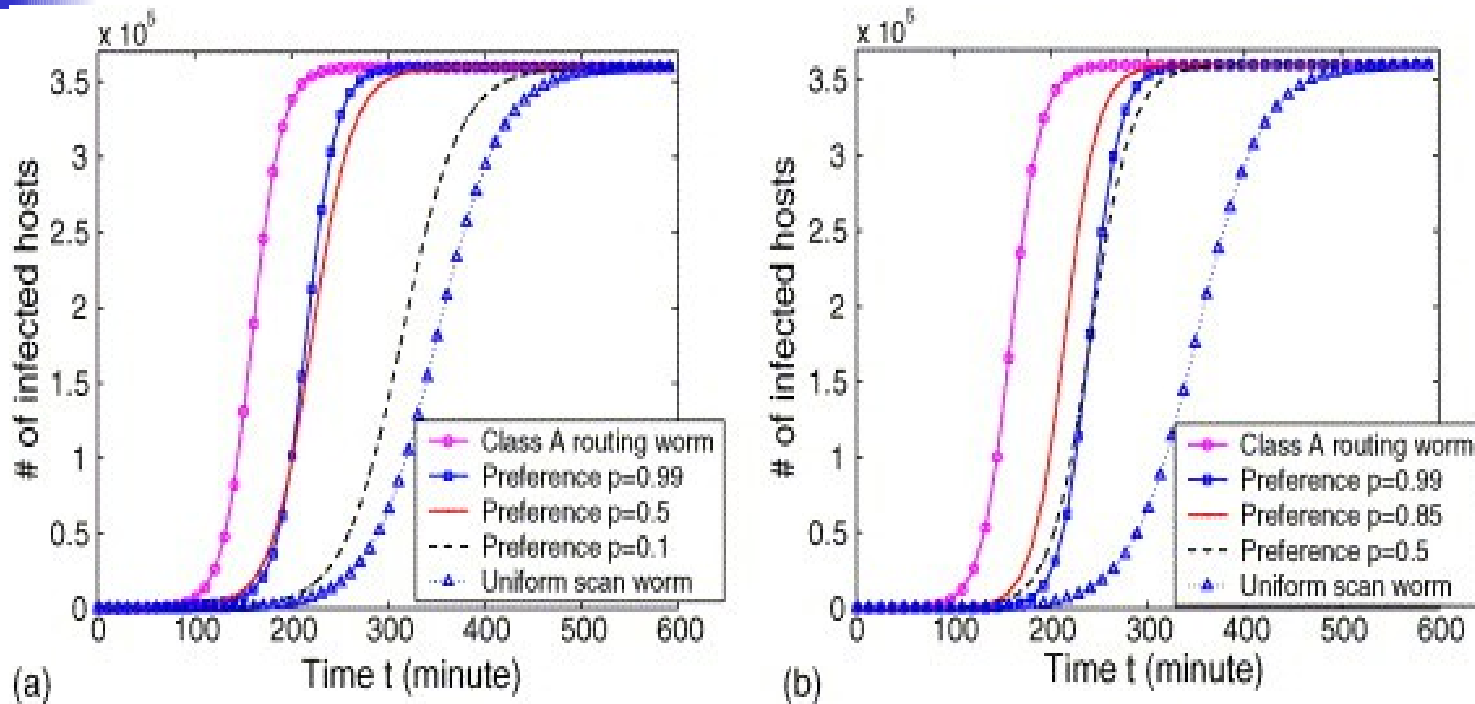 x 10^5
3.5
3
2.5
2
1.5
1
0.5
0
# of infected hosts
Class A routing worm
Preference p=0.99
Preference p=0.5
Preference p=0.1
Uniform scan worm
0 100 200 300 400 500 600
Time t (minute)
(a)
x 10^5
3.5
3
2.5
2
1.5
1
0.5
0
# of infected hosts
Class A routing worm
Preference p=0.99
Preference p=0.85
Preference p=0.5
Uniform scan worm
0 100 200 300 400 500 600
Time t (minute)
(b)